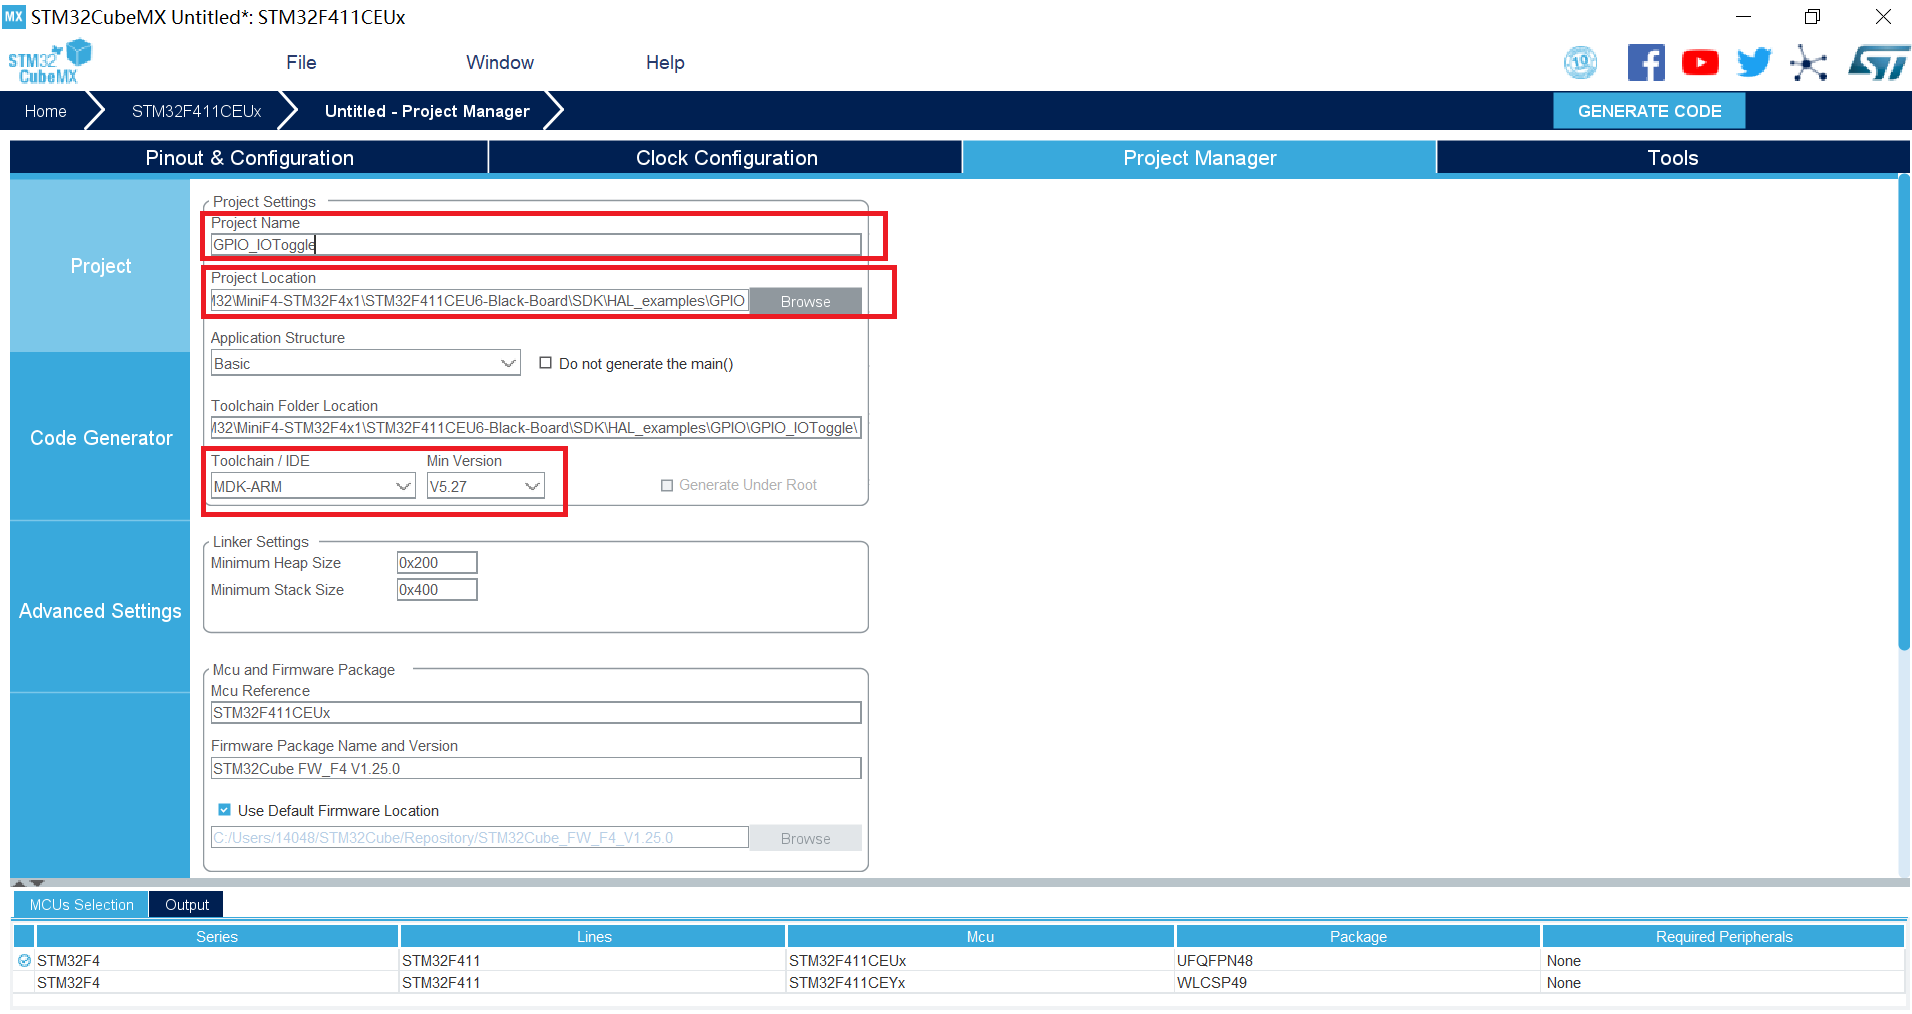 MX STM32CubeMX Untitled*: STM32F411CEUx
STM32 CubeMX
File Window Help
10
Home STM32F411CEUx Untitled - Project Manager GENERATE CODE
Pinout & Configuration Clock Configuration Project Manager Tools
Project
Code Generator
Advanced Settings
Project Settings
Project Name
GPIO_IOToggle
Project Location
M32\MiniF4-STM32F4x1\STM32F411CEU6-Black-Board\SDK\HAL_examples\GPIO Browse
Application Structure
Basic Do not generate the main()
Toolchain Folder Location
M32\MiniF4-STM32F4x1\STM32F411CEU6-Black-Board\SDK\HAL_examples\GPIO\GPIO_IOToggle\
Toolchain / IDE Min Version
MDK-ARM V5.27 Generate Under Root
Linker Settings
Minimum Heap Size 0x200
Minimum Stack Size 0x400
Mcu and Firmware Package
Mcu Reference
STM32F411CEUx
Firmware Package Name and Version
STM32Cube FW_F4 V1.25.0
Use Default Firmware Location
C:/Users/14048/STM32Cube/Repository/STM32Cube_FW_F4_V1.25.0 Browse
MCUs Selection Output
Series Lines Mcu Package Required Peripherals
STM32F4 STM32F411 STM32F411CEUx UFQFPN48 None
STM32F4 STM32F411 STM32F411CEYx WLCSP49 None